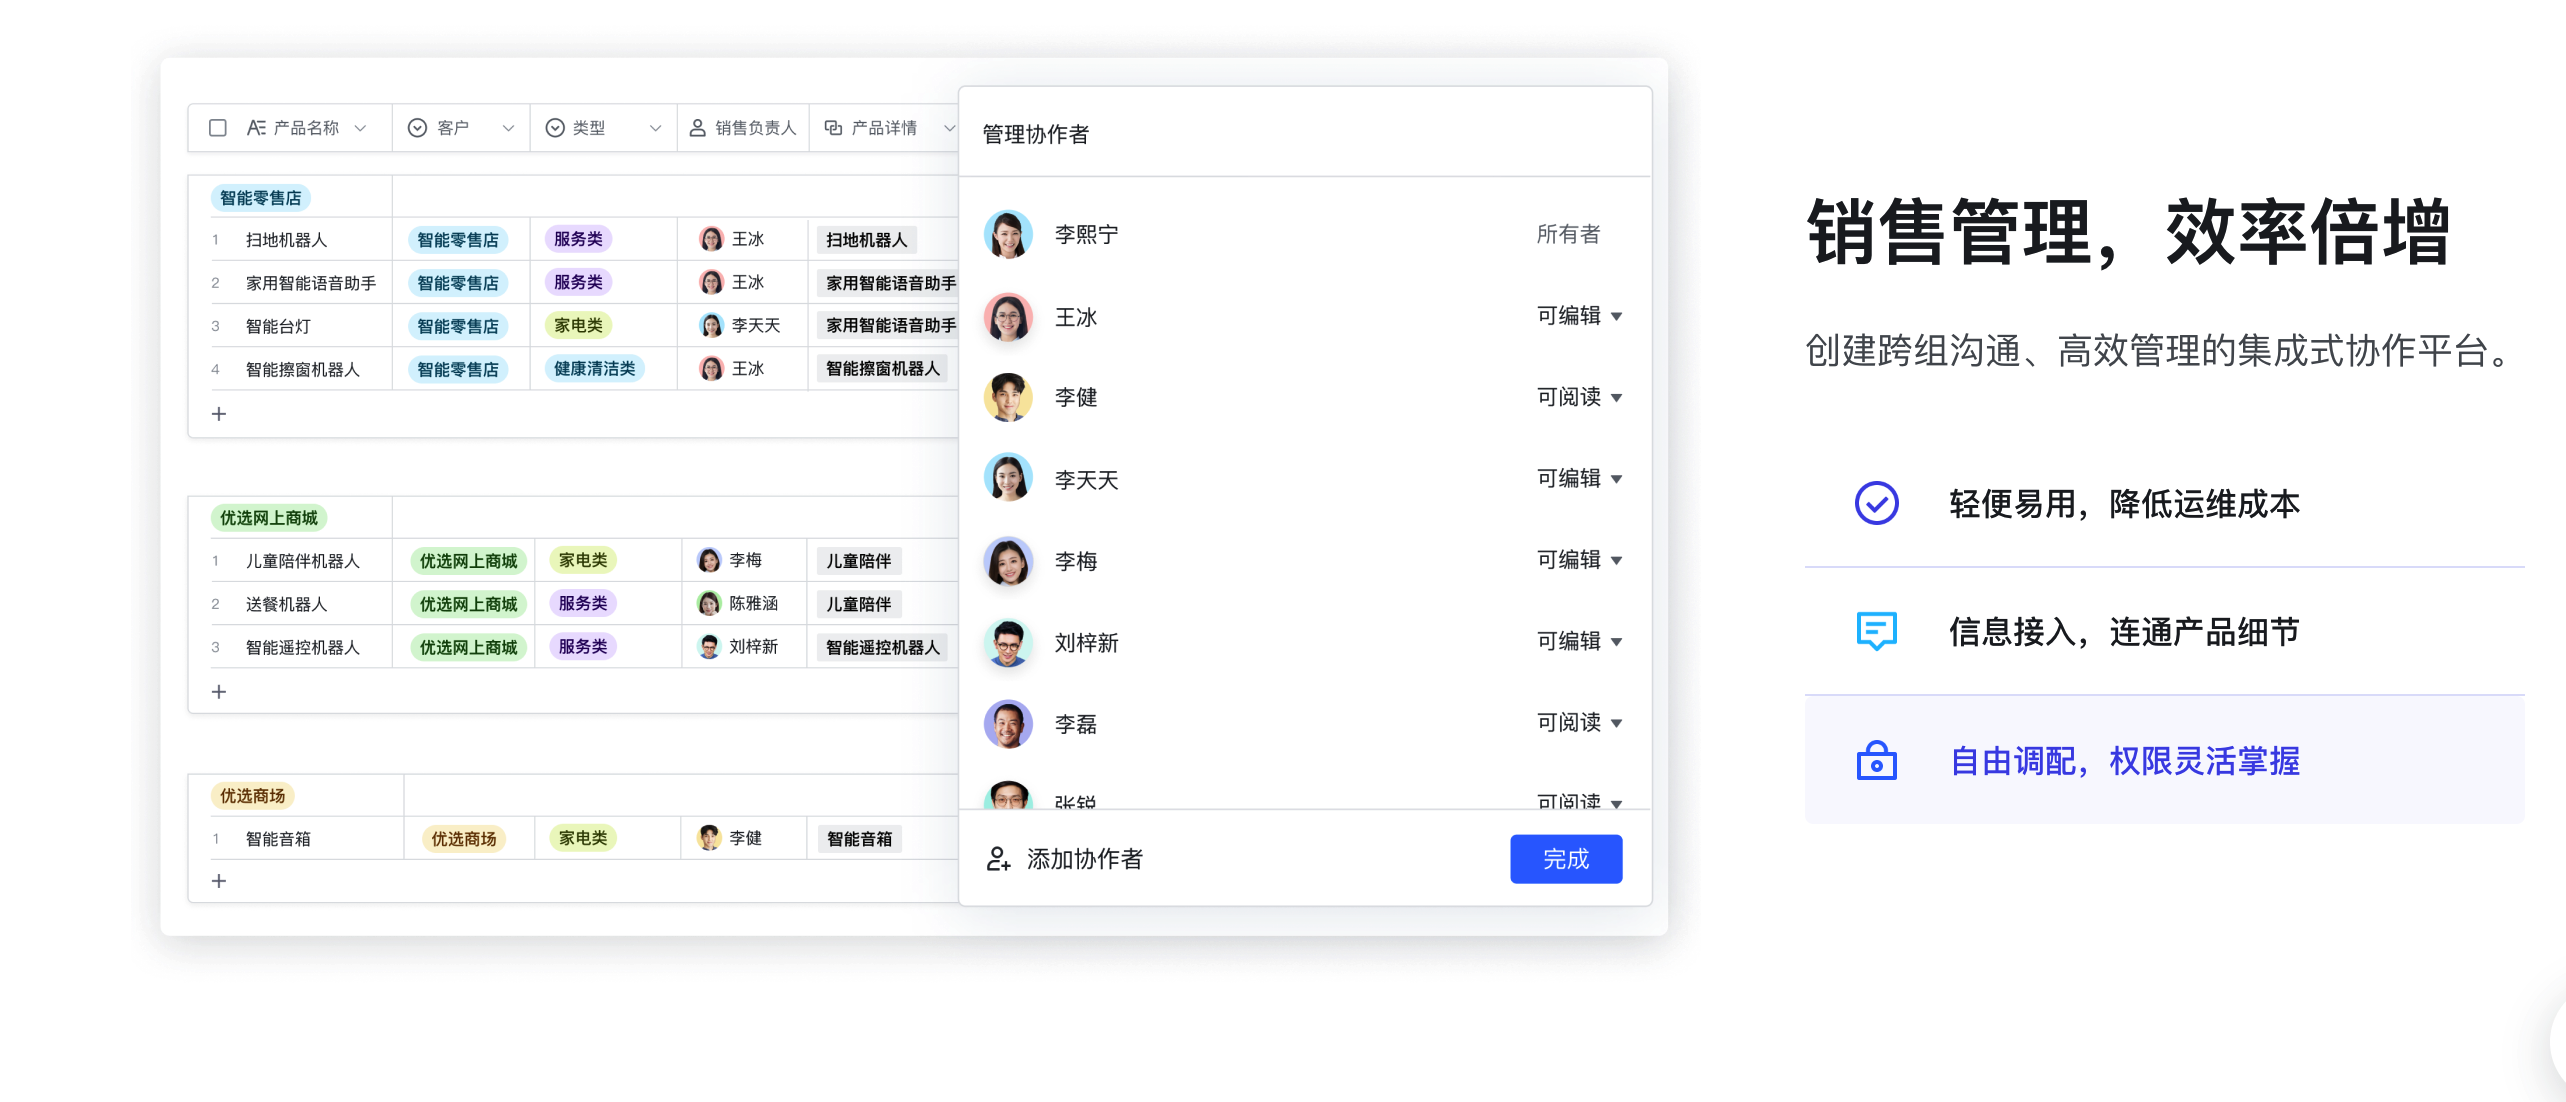 产品名称 客户 类型 销售负责人 产品详情
智能零售店
1 扫地机器人 智能零售店 服务类 王冰 扫地机器人
2 家用智能语音助手 智能零售店 服务类 王冰 家用智能语音助手
3 智能台灯 智能零售店 家电类 李天天 家用智能语音助手
4 智能擦窗机器人 智能零售店 健康清洁类 王冰 智能擦窗机器人
+
优选网上商城
1 儿童陪伴机器人 优选网上商城 家电类 李梅 儿童陪伴
2 送餐机器人 优选网上商城 服务类 陈雅涵 儿童陪伴
3 智能遥控机器人 优选网上商城 服务类 刘梓新 智能遥控机器人
+
优选商场
1 智能音箱 优选商场 家电类 李健 智能音箱
+
管理协作者
李熙宁 所有者
王冰 可编辑
李健 可阅读
李天天 可编辑
李梅 可编辑
刘梓新 可编辑
李磊 可阅读
张锐 可阅读
添加协作者 完成
销售管理，效率倍增
创建跨组沟通、高效管理的集成式协作平台。
轻便易用，降低运维成本
信息接入，连通产品细节
自由调配，权限灵活掌握